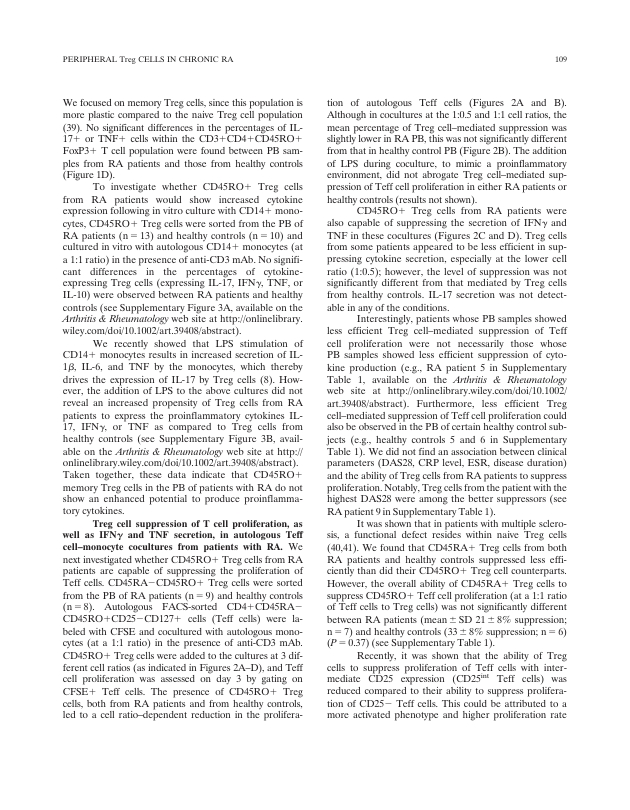 PERIPHERAL Treg CELLS IN CHRONIC RA
109
We focused on memory Treg cells, since this population is
more plastic compared to the naive Treg cell population
(39). No significant differences in the percentages of IL-
17+ or TNF+ cells within the CD3+CD4+CD45RO+
FoxP3+ T cell population were found between PB sam-
ples from RA patients and those from healthy controls
(Figure 1D).
To investigate whether CD45RO+ Treg cells
from RA patients would show increased cytokine
expression following in vitro culture with CD14+ mono-
cytes, CD45RO+ Treg cells were sorted from the PB of
RA patients (n = 13) and healthy controls (n = 10) and
cultured in vitro with autologous CD14+ monocytes (at
a 1:1 ratio) in the presence of anti-CD3 mAb. No signifi-
cant differences in the percentages of cytokine-
expressing Treg cells (expressing IL-17, IFNγ, TNF, or
IL-10) were observed between RA patients and healthy
controls (see Supplementary Figure 3A, available on the
Arthritis & Rheumatology web site at http://onlinelibrary.
wiley.com/doi/10.1002/art.39408/abstract).
We recently showed that LPS stimulation of
CD14+ monocytes results in increased secretion of IL-
1β, IL-6, and TNF by the monocytes, which thereby
drives the expression of IL-17 by Treg cells (8). How-
ever, the addition of LPS to the above cultures did not
reveal an increased propensity of Treg cells from RA
patients to express the proinflammatory cytokines IL-
17, IFNγ, or TNF as compared to Treg cells from
healthy controls (see Supplementary Figure 3B, avail-
able on the Arthritis & Rheumatology web site at http://
onlinelibrary.wiley.com/doi/10.1002/art.39408/abstract).
Taken together, these data indicate that CD45RO+
memory Treg cells in the PB of patients with RA do not
show an enhanced potential to produce proinflamma-
tory cytokines.
Treg cell suppression of T cell proliferation, as
well as IFNγ and TNF secretion, in autologous Teff
cell–monocyte cocultures from patients with RA. We
next investigated whether CD45RO+ Treg cells from RA
patients are capable of suppressing the proliferation of
Teff cells. CD45RA−CD45RO+ Treg cells were sorted
from the PB of RA patients (n = 9) and healthy controls
(n = 8). Autologous FACS-sorted CD4+CD45RA−
CD45RO+CD25−CD127+ cells (Teff cells) were la-
beled with CFSE and cocultured with autologous mono-
cytes (at a 1:1 ratio) in the presence of anti-CD3 mAb.
CD45RO+ Treg cells were added to the cultures at 3 dif-
ferent cell ratios (as indicated in Figures 2A–D), and Teff
cell proliferation was assessed on day 3 by gating on
CFSE+ Teff cells. The presence of CD45RO+ Treg
cells, both from RA patients and from healthy controls,
led to a cell ratio–dependent reduction in the prolifera-
tion of autologous Teff cells (Figures 2A and B).
Although in cocultures at the 1:0.5 and 1:1 cell ratios, the
mean percentage of Treg cell–mediated suppression was
slightly lower in RA PB, this was not significantly different
from that in healthy control PB (Figure 2B). The addition
of LPS during coculture, to mimic a proinflammatory
environment, did not abrogate Treg cell–mediated sup-
pression of Teff cell proliferation in either RA patients or
healthy controls (results not shown).
CD45RO+ Treg cells from RA patients were
also capable of suppressing the secretion of IFNγ and
TNF in these cocultures (Figures 2C and D). Treg cells
from some patients appeared to be less efficient in sup-
pressing cytokine secretion, especially at the lower cell
ratio (1:0.5); however, the level of suppression was not
significantly different from that mediated by Treg cells
from healthy controls. IL-17 secretion was not detect-
able in any of the conditions.
Interestingly, patients whose PB samples showed
less efficient Treg cell–mediated suppression of Teff
cell proliferation were not necessarily those whose
PB samples showed less efficient suppression of cyto-
kine production (e.g., RA patient 5 in Supplementary
Table 1, available on the Arthritis & Rheumatology
web site at http://onlinelibrary.wiley.com/doi/10.1002/
art.39408/abstract). Furthermore, less efficient Treg
cell–mediated suppression of Teff cell proliferation could
also be observed in the PB of certain healthy control sub-
jects (e.g., healthy controls 5 and 6 in Supplementary
Table 1). We did not find an association between clinical
parameters (DAS28, CRP level, ESR, disease duration)
and the ability of Treg cells from RA patients to suppress
proliferation. Notably, Treg cells from the patient with the
highest DAS28 were among the better suppressors (see
RA patient 9 in Supplementary Table 1).
It was shown that in patients with multiple sclero-
sis, a functional defect resides within naive Treg cells
(40,41). We found that CD45RA+ Treg cells from both
RA patients and healthy controls suppressed less effi-
ciently than did their CD45RO+ Treg cell counterparts.
However, the overall ability of CD45RA+ Treg cells to
suppress CD45RO+ Teff cell proliferation (at a 1:1 ratio
of Teff cells to Treg cells) was not significantly different
between RA patients (mean ± SD 21 ± 8% suppression;
n = 7) and healthy controls (33 ± 8% suppression; n = 6)
(P = 0.37) (see Supplementary Table 1).
Recently, it was shown that the ability of Treg
cells to suppress proliferation of Teff cells with inter-
mediate CD25 expression (CD25int Teff cells) was
reduced compared to their ability to suppress prolifera-
tion of CD25− Teff cells. This could be attributed to a
more activated phenotype and higher proliferation rate